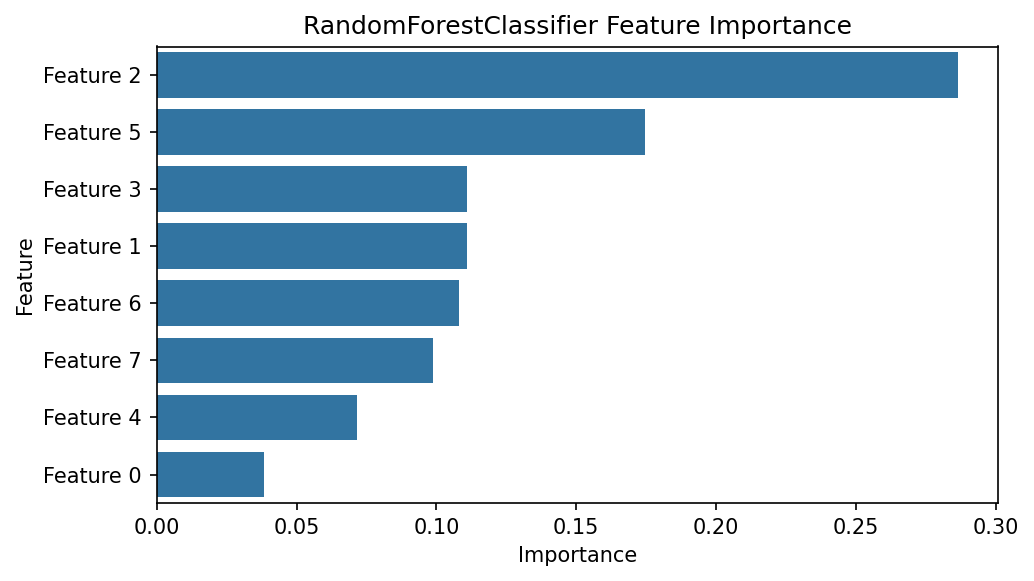 RandomForestClassifier Feature Importance
Feature 2
Feature 5
Feature 3
Feature 1
Feature 6
Feature 7
Feature 4
Feature 0
Feature
0.00 0.05 0.10 0.15 0.20 0.25 0.30
Importance